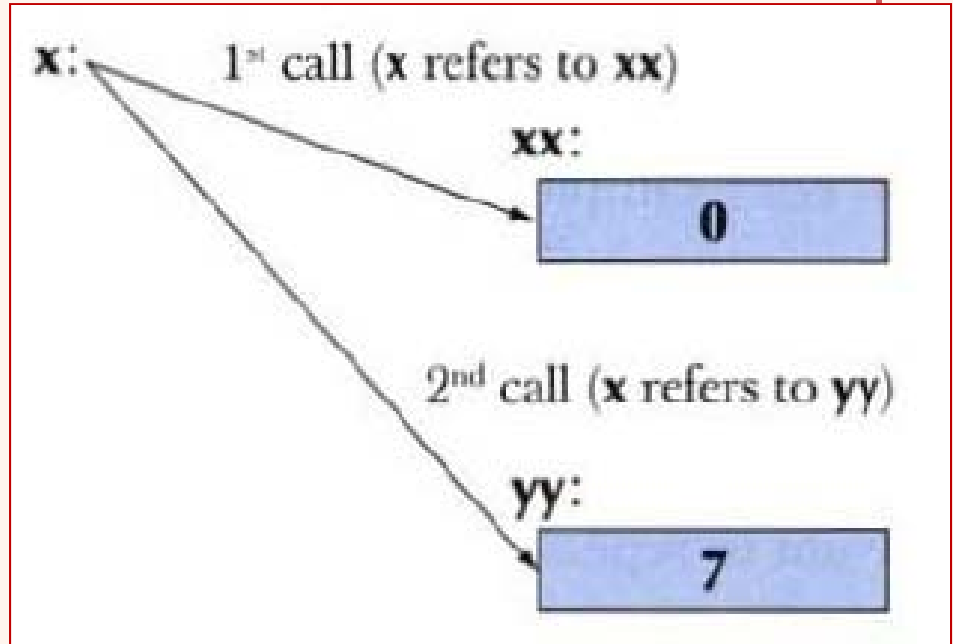 x:
1st call (x refers to xx)
xx:
0
2nd call (x refers to yy)
yy:
7